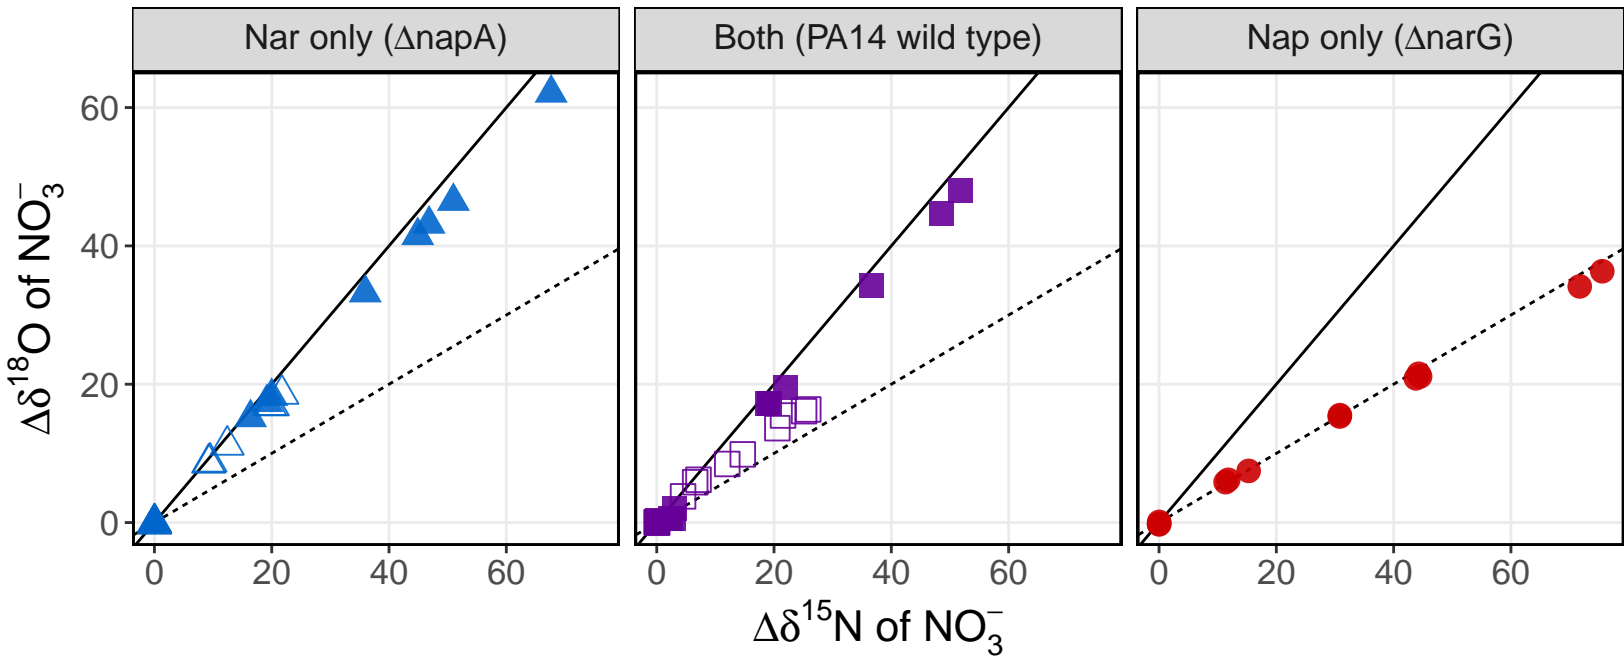 Nar only (ΔnapA)
Both (PA14 wild type)
Nap only (ΔnarG)
Δδ¹⁸O of NO₃⁻
60
40
20
0
0 20 40 60
0 20 40 60
0 20 40 60
Δδ¹⁵N of NO₃⁻